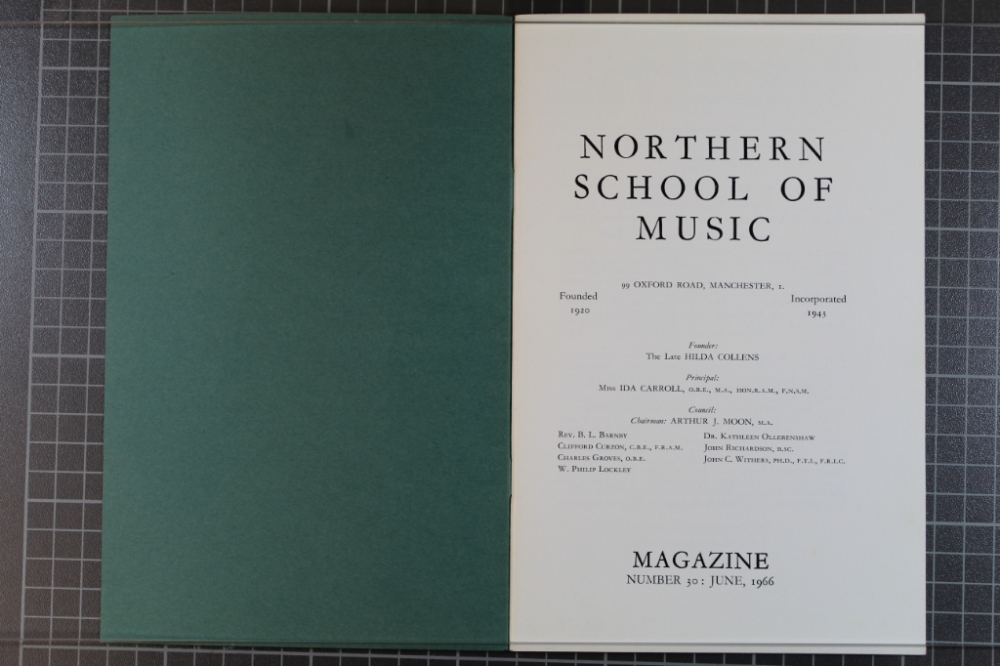 NORTHERN
SCHOOL OF
MUSIC
99 OXFORD ROAD, MANCHESTER, 1.
Founded
1920
Incorporated
1943
Founder:
The Late HILDA COLLENS
Principal:
Miss IDA CARROLL, O.B.E., M.A., HON.R.A.M., F.N.S.M.
Council:
Chairman: ARTHUR J. MOON, M.A.
Rev. B. L. Barnby
Clifford Curzon, C.B.E., F.R.A.M.
Charles Groves, O.B.E.
W. Philip Lockley
Dr. Kathleen Ollerenshaw
John Richardson, B.SC.
John C. Withers, PH.D., F.T.I., F.R.I.C.
MAGAZINE
NUMBER 30: JUNE, 1966